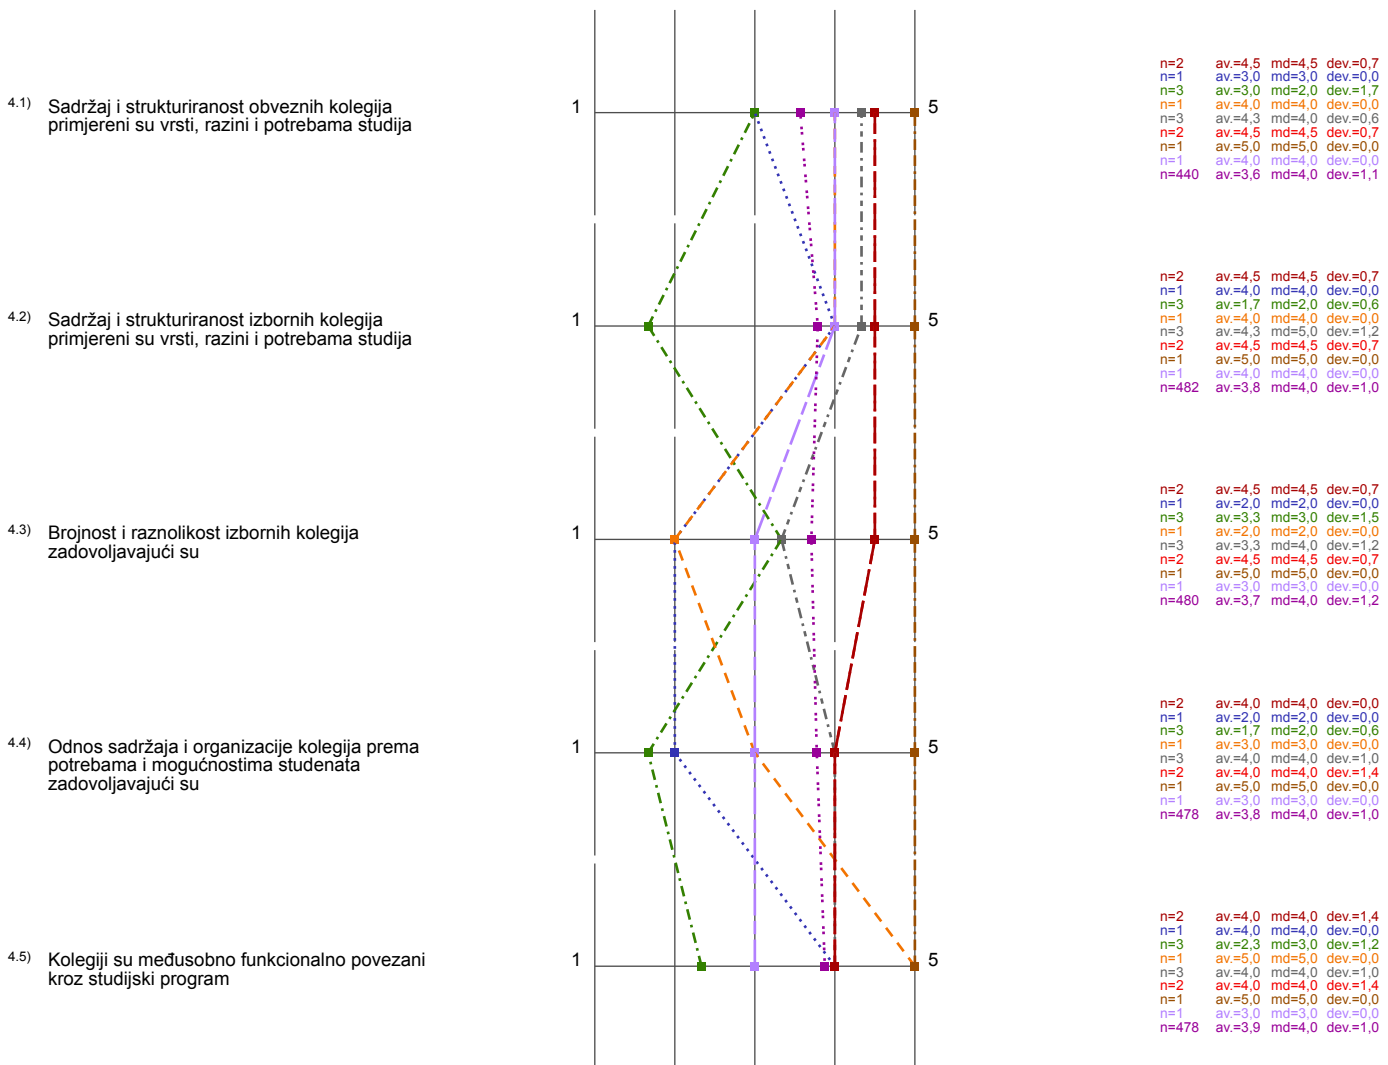 4.1) Sadržaj i strukturiranost obveznih kolegija
primjereni su vrsti, razini i potrebama studija
1 5
n=2 av.=4,5 md=4,5 dev.=0,7
n=1 av.=3,0 md=3,0 dev.=0,0
n=3 av.=3,0 md=2,0 dev.=1,7
n=1 av.=4,0 md=4,0 dev.=0,0
n=3 av.=4,3 md=4,0 dev.=0,6
n=2 av.=4,5 md=4,5 dev.=0,7
n=1 av.=5,0 md=5,0 dev.=0,0
n=1 av.=4,0 md=4,0 dev.=0,0
n=440 av.=3,6 md=4,0 dev.=1,1
4.2) Sadržaj i strukturiranost izbornih kolegija
primjereni su vrsti, razini i potrebama studija
1 5
n=2 av.=4,5 md=4,5 dev.=0,7
n=1 av.=4,0 md=4,0 dev.=0,0
n=3 av.=1,7 md=2,0 dev.=0,6
n=1 av.=4,0 md=4,0 dev.=0,0
n=3 av.=4,3 md=5,0 dev.=1,2
n=2 av.=4,5 md=4,5 dev.=0,7
n=1 av.=5,0 md=5,0 dev.=0,0
n=1 av.=4,0 md=4,0 dev.=0,0
n=482 av.=3,8 md=4,0 dev.=1,0
4.3) Brojnost i raznolikost izbornih kolegija
zadovoljavajući su
1 5
n=2 av.=4,5 md=4,5 dev.=0,7
n=1 av.=2,0 md=2,0 dev.=0,0
n=3 av.=3,3 md=3,0 dev.=1,5
n=1 av.=2,0 md=2,0 dev.=0,0
n=3 av.=3,3 md=4,0 dev.=1,2
n=2 av.=4,5 md=4,5 dev.=0,7
n=1 av.=5,0 md=5,0 dev.=0,0
n=1 av.=3,0 md=3,0 dev.=0,0
n=480 av.=3,7 md=4,0 dev.=1,2
4.4) Odnos sadržaja i organizacije kolegija prema
potrebama i mogućnostima studenata
zadovoljavajući su
1 5
n=2 av.=4,0 md=4,0 dev.=0,0
n=1 av.=2,0 md=2,0 dev.=0,0
n=3 av.=1,7 md=2,0 dev.=0,6
n=1 av.=3,0 md=3,0 dev.=0,0
n=3 av.=4,0 md=4,0 dev.=1,0
n=2 av.=4,0 md=4,0 dev.=1,4
n=1 av.=5,0 md=5,0 dev.=0,0
n=1 av.=3,0 md=3,0 dev.=0,0
n=478 av.=3,8 md=4,0 dev.=1,0
4.5) Kolegiji su međusobno funkcionalno povezani
kroz studijski program
1 5
n=2 av.=4,0 md=4,0 dev.=1,4
n=1 av.=4,0 md=4,0 dev.=0,0
n=3 av.=2,3 md=3,0 dev.=1,2
n=1 av.=5,0 md=5,0 dev.=0,0
n=3 av.=4,0 md=4,0 dev.=1,0
n=2 av.=4,0 md=4,0 dev.=1,4
n=1 av.=5,0 md=5,0 dev.=0,0
n=1 av.=3,0 md=3,0 dev.=0,0
n=478 av.=3,9 md=4,0 dev.=1,0